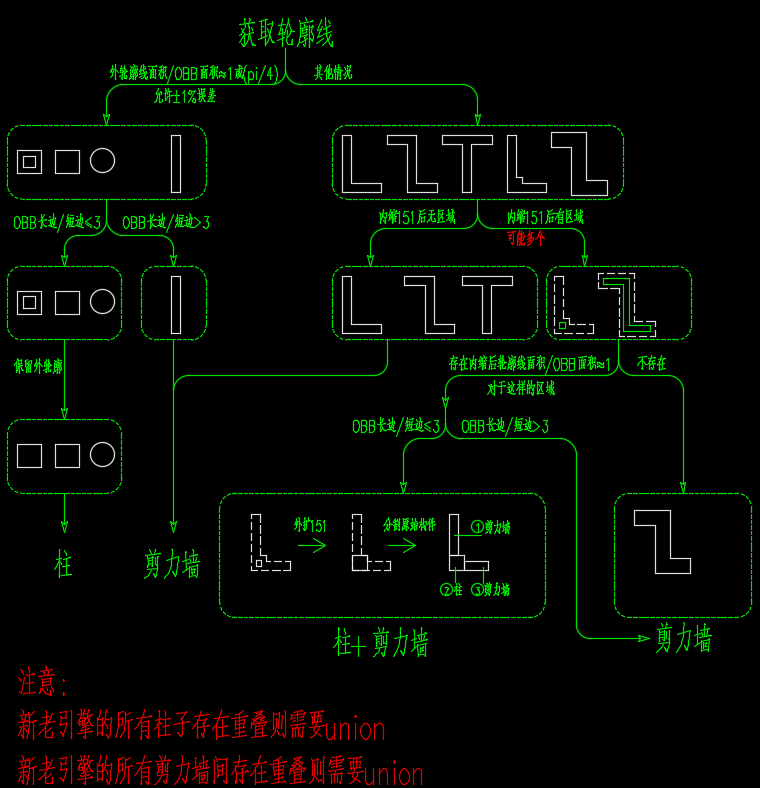 获取轮廓线
外轮廓线面积/OBB面积≈1或(pi/4)
允许±1%误差
其他情况
OBB长边/短边≤3
OBB长边/短边>3
内缩151后无区域
内缩151后有区域
可能多个
保留外轮廓
存在内缩后轮廓线面积/OBB面积≈1
对于这样的区域
不存在
OBB长边/短边≤3
OBB长边/短边>3
外扩151
分割原始构件
①剪力墙
②柱
③剪力墙
柱
剪力墙
柱+剪力墙
剪力墙
注意:
新老引擎的所有柱子存在重叠则需要union
新老引擎的所有剪力墙间存在重叠则需要union